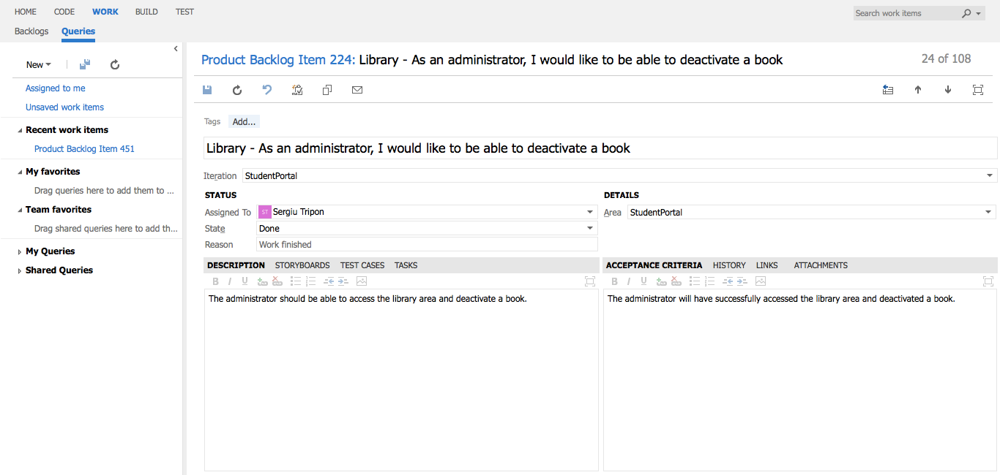 HOME CODE WORK BUILD TEST
Search work items
Backlogs Queries
New
Assigned to me
Unsaved work items
Recent work items
Product Backlog Item 451
My favorites
Drag queries here to add them to ...
Team favorites
Drag shared queries here to add th...
My Queries
Shared Queries
Product Backlog Item 224: Library - As an administrator, I would like to be able to deactivate a book
24 of 108
Tags Add...
Library - As an administrator, I would like to be able to deactivate a book
Iteration StudentPortal
STATUS
Assigned To ST Sergiu Tripon
State Done
Reason Work finished
DETAILS
Area StudentPortal
DESCRIPTION STORYBOARDS TEST CASES TASKS
B I U
The administrator should be able to access the library area and deactivate a book.
ACCEPTANCE CRITERIA HISTORY LINKS ATTACHMENTS
B I U
The administrator will have successfully accessed the library area and deactivated a book.